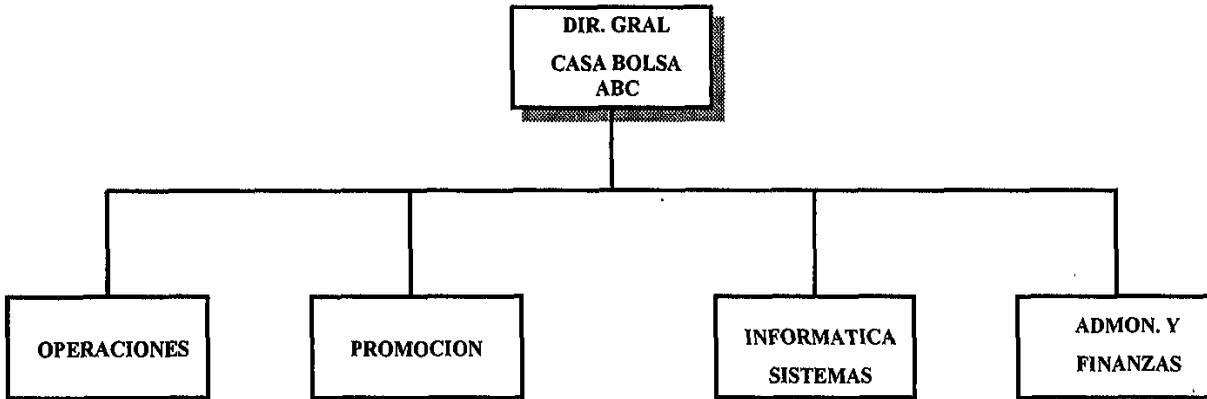 DIR. GRAL
CASA BOLSA
ABC
OPERACIONES
PROMOCION
INFORMATICA
SISTEMAS
ADMON. Y
FINANZAS